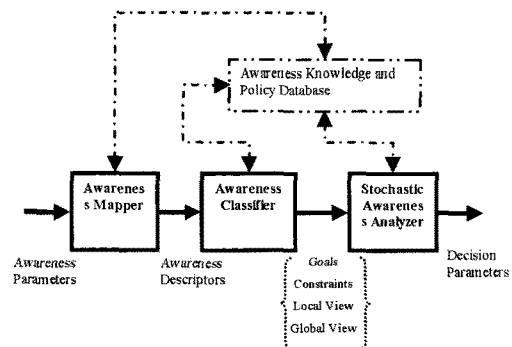 Awareness Knowledge and
Policy Database
Awarenes
s Mapper
Awareness
Classifier
Stochastic
Awarenes
s Analyzer
Awareness
Parameters
Awareness
Descriptors
Goals
Constraints
Local View
Global View
Decision
Parameters